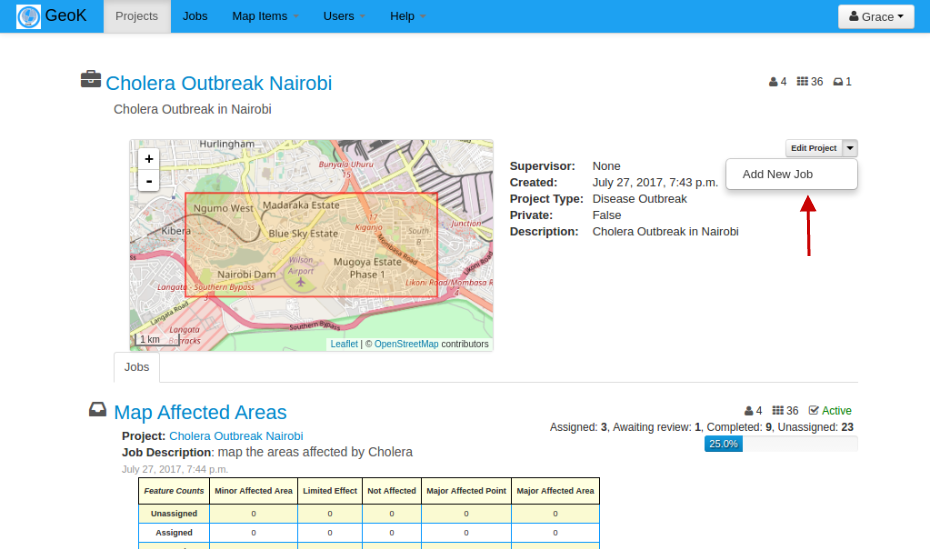 GeoK Projects Jobs Map Items Users Help Grace
Cholera Outbreak Nairobi 4 36 1
Cholera Outbreak in Nairobi
Hurlingham
+
-
Bunyala Uhuru
15
Ngumo West
Madaraka Estate
17
Kiganjo
Kibera
Blue Sky Estate
South
B
junction
Mombasa Road
Wilson
Airport
Mugoya Estate
Phase 1
Nairobi Dam
Langata - Southern Bypass
Likoni Road/Mombasa R
Likoni Road
Langata Road
Southern Bypass
Langata
Barracks
1 km
Leaflet | © OpenStreetMap contributors
Edit Project
Add New Job
Supervisor: None
Created: July 27, 2017, 7:43 p.m.
Project Type: Disease Outbreak
Private: False
Description: Cholera Outbreak in Nairobi
Jobs
Map Affected Areas 4 36 Active
Project: Cholera Outbreak Nairobi
Assigned: 3, Awaiting review: 1, Completed: 9, Unassigned: 23
25.0%
Job Description: map the areas affected by Cholera
July 27, 2017, 7:44 p.m.
Feature Counts Minor Affected Area Limited Effect Not Affected Major Affected Point Major Affected Area
Unassigned 0 0 0 0 0
Assigned 0 0 0 0 0